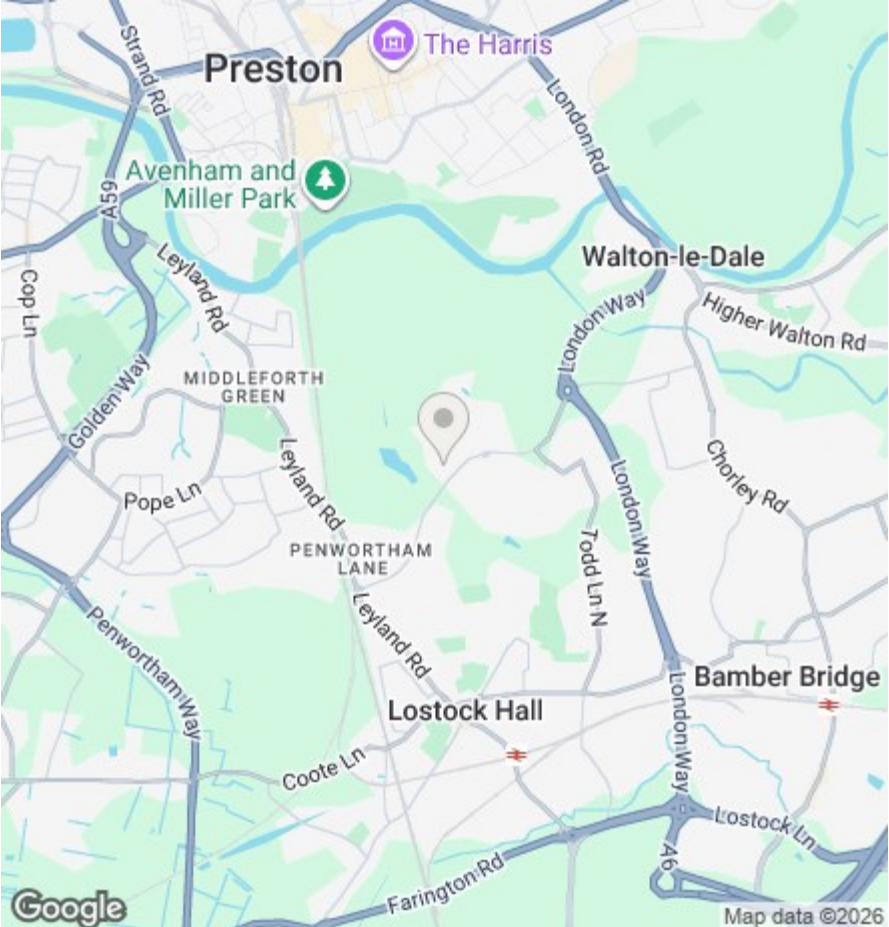 Strand Rd
Preston
The Harris
London Rd
Avenham and
Miller Park
A59
Leyland Rd
Walton-le-Dale
Cop Ln
London Way
Higher Walton Rd
MIDDLEFORTH
GREEN
Golden Way
Leyland Rd
Chorley Rd
Pope Ln
London Way
PENWORTHAM
LANE
Todd Ln N
Leyland Rd
Penwortham Way
Bamber Bridge
London Way
Lostock Hall
Coote Ln
Lostock Ln
A6
Farington Rd
Google
Map data ©2026